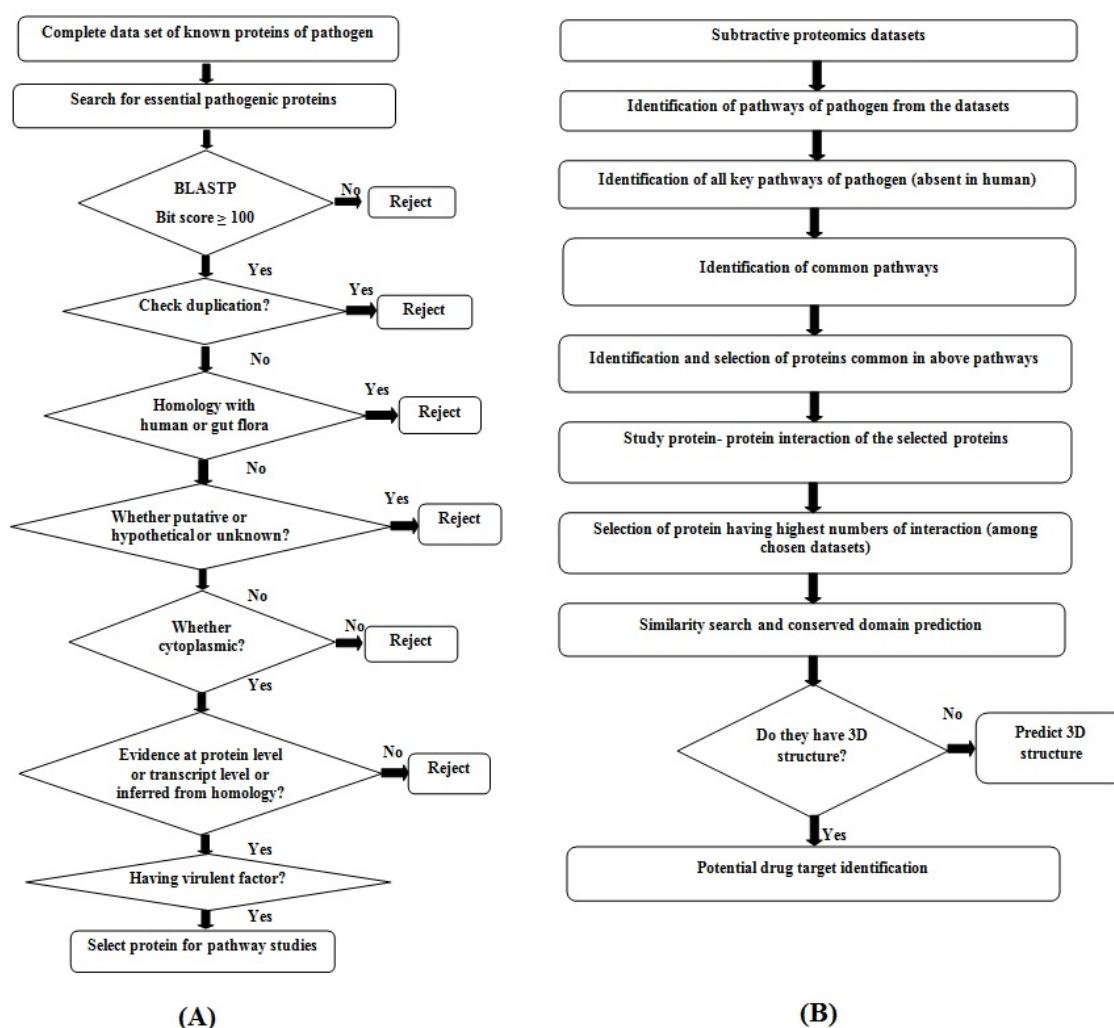 Complete data set of known proteins of pathogen
Search for essential pathogenic proteins
BLASTP
Bit score ≥ 100
No
Reject
Yes
Check duplication?
Yes
Reject
No
Homology with
human or gut flora
Yes
Reject
No
Whether putative or
hypothetical or unknown?
Yes
Reject
No
Whether
cytoplasmic?
No
Reject
Yes
Evidence at protein level
or transcript level or
inferred from homology?
No
Reject
Yes
Having virulent factor?
Yes
Select protein for pathway studies
(A)
Subtractive proteomics datasets
Identification of pathways of pathogen from the datasets
Identification of all key pathways of pathogen (absent in human)
Identification of common pathways
Identification and selection of proteins common in above pathways
Study protein- protein interaction of the selected proteins
Selection of protein having highest numbers of interaction (among
chosen datasets)
Similarity search and conserved domain prediction
Do they have 3D
structure?
No
Predict 3D
structure
Yes
Potential drug target identification
(B)